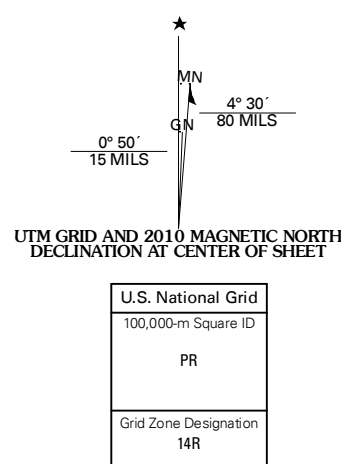 ★
MN
GN
4° 30´
80 MILS
0° 50´
15 MILS
UTM GRID AND 2010 MAGNETIC NORTH
DECLINATION AT CENTER OF SHEET
U.S. National Grid
100,000-m Square ID
PR
Grid Zone Designation
14R